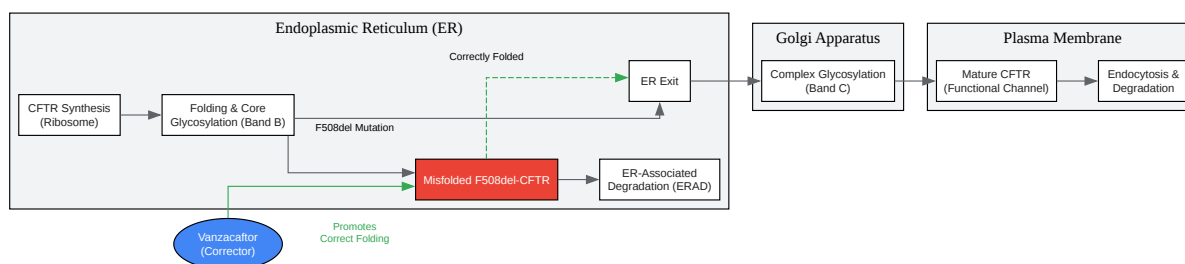 Endoplasmic Reticulum (ER)
Golgi Apparatus
Plasma Membrane
Correctly Folded
ER Exit
Complex Glycosylation
(Band C)
Mature CFTR
(Functional Channel)
Endocytosis &
Degradation
CFTR Synthesis
(Ribosome)
Folding & Core
Glycosylation (Band B)
F508del Mutation
Misfolded F508del-CFTR
ER-Associated
Degradation (ERAD)
Vanzacaftor
(Corrector)
Promotes
Correct Folding